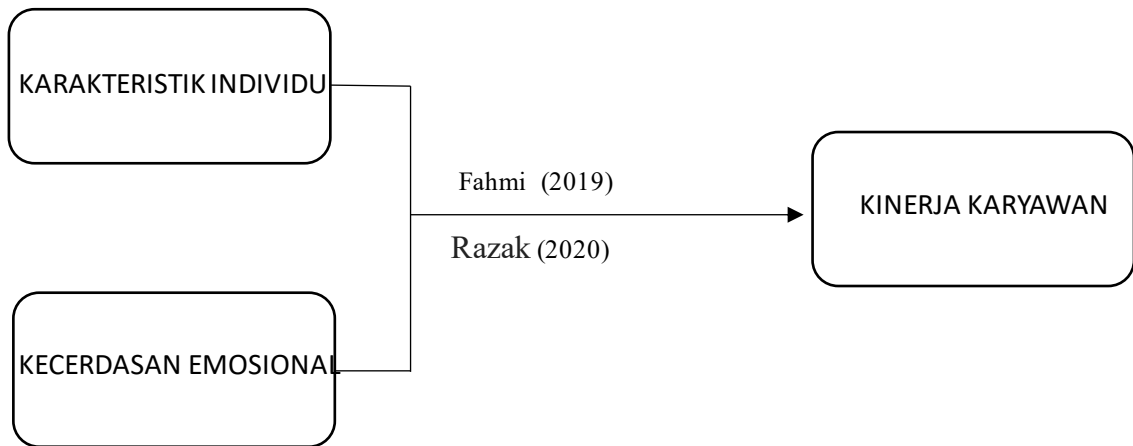 KARAKTERISTIK INDIVIDU
Fahmi (2019)
KINERJA KARYAWAN
Razak (2020)
KECERDASAN EMOSIONAL